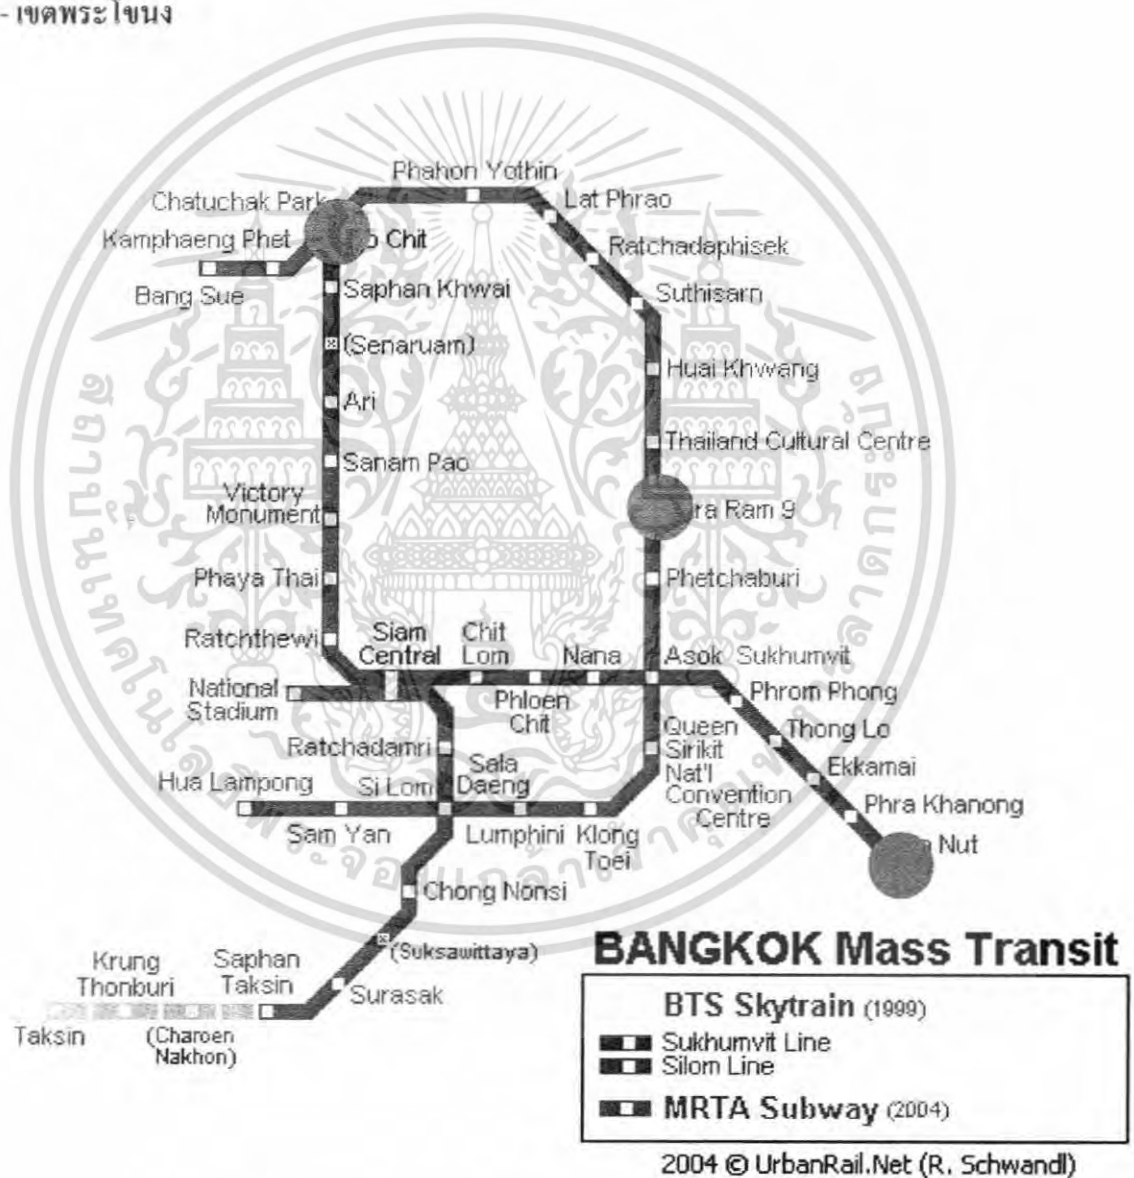 - เขตพระโขนง
Phahon Yothin
Chatuchak Park
Lat Phrao
Kamphaeng Phet
Chit
Ratchadaphisek
Bang Sue
Saphan Khwai
Suthisarn
(Senaruam)
Huai Khwang
Ari
Thailand Cultural Centre
Sanam Pao
Victory
Monument
Ram 9
Phaya Thai
Phetchaburi
Ratchthewi
Siam
Central
Chit
Lom
Nana
Asok Sukhumvit
National
Stadium
Phloen
Chit
Phrom Phong
Queen
Sirikit
Nat'l
Convention
Centre
Thong Lo
Ratchadamri
Ekkamai
Hua Lampong
Si Lom
Sala
Daeng
Phra Khanong
Sam Yan
Lumphini
Klong
Toei
Nut
Chong Nonsi
(Suksawittaya)
Krung
Thonburi
Saphan
Taksin
Surasak
Taksin
(Charoen
Nakhon)
BANGKOK Mass Transit
BTS Skytrain (1999)
Sukhumvit Line
Silom Line
MRTA Subway (2004)
2004 © UrbanRail.Net (R. Schwandl)